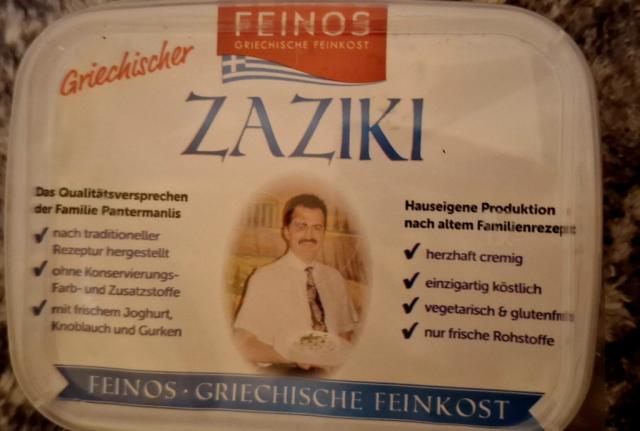 FEINOS
GRIECHISCHE FEINKOST
Griechischer
ZAZIKI
Das Qualitätsversprechen
der Familie Pantermanlis
✓ nach traditioneller
Rezeptur hergestellt
✓ ohne Konservierungs-
Farb- und Zusatzstoffe
✓ mit frischem Joghurt,
Knoblauch und Gurken
Hauseigene Produktion
nach altem Familienrezept
✓ herzhaft cremig
✓ einzigartig köstlich
✓ vegetarisch & glutenfrei
✓ nur frische Rohstoffe
FEINOS · GRIECHISCHE FEINKOST